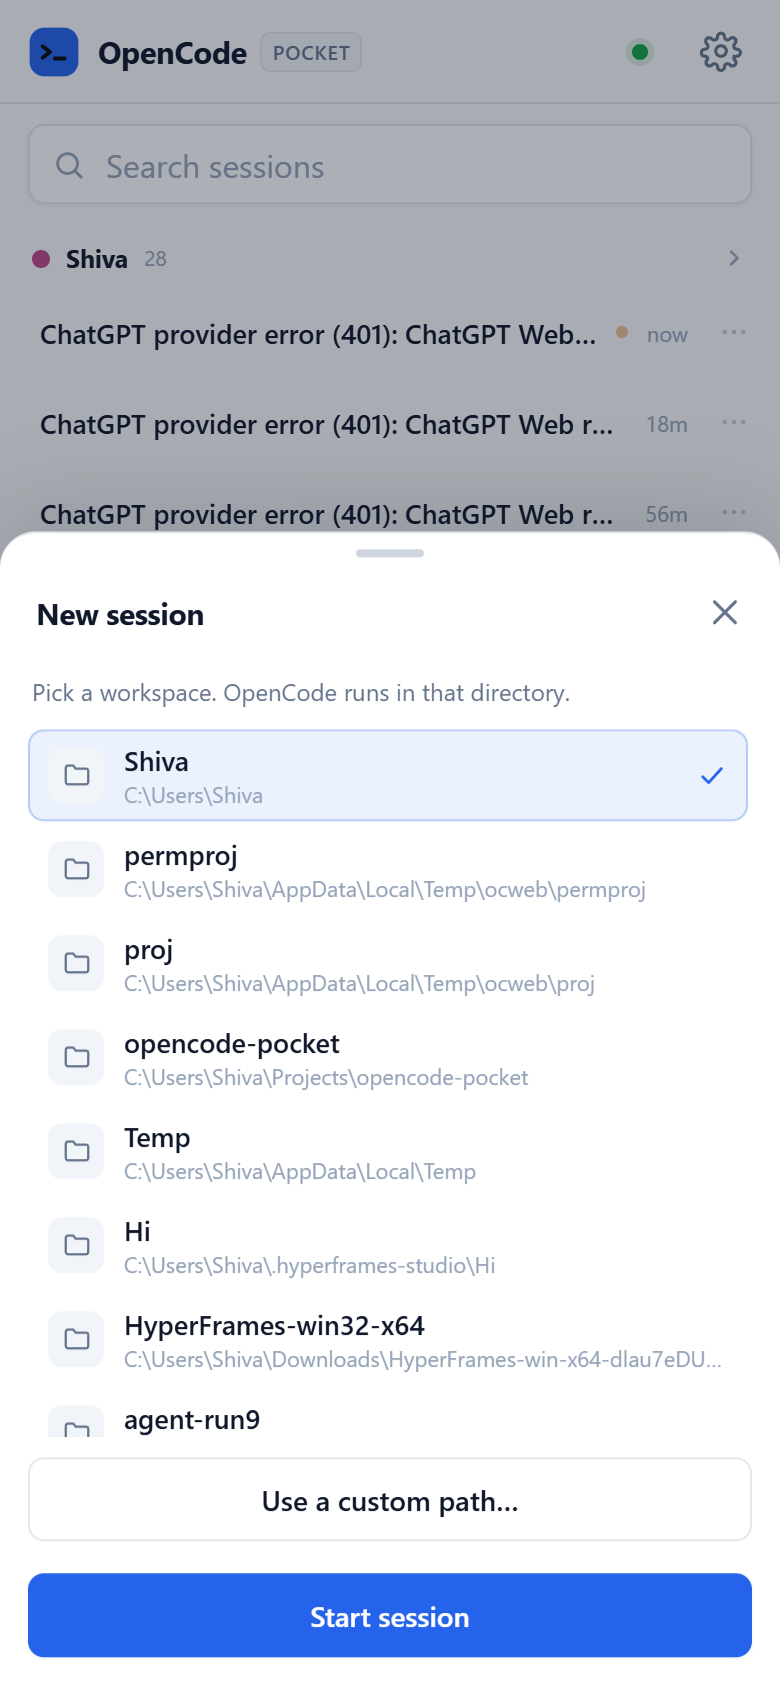 OpenCode POCKET
Search sessions
Shiva 28
ChatGPT provider error (401): ChatGPT Web... now
ChatGPT provider error (401): ChatGPT Web r... 18m
ChatGPT provider error (401): ChatGPT Web r... 56m
New session
Pick a workspace. OpenCode runs in that directory.
Shiva
C:\Users\Shiva
permproj
C:\Users\Shiva\AppData\Local\Temp\ocweb\permproj
proj
C:\Users\Shiva\AppData\Local\Temp\ocweb\proj
opencode-pocket
C:\Users\Shiva\Projects\opencode-pocket
Temp
C:\Users\Shiva\AppData\Local\Temp
Hi
C:\Users\Shiva\.hyperframes-studio\Hi
HyperFrames-win32-x64
C:\Users\Shiva\Downloads\HyperFrames-win-x64-dlau7eDU...
agent-run9
Use a custom path...
Start session